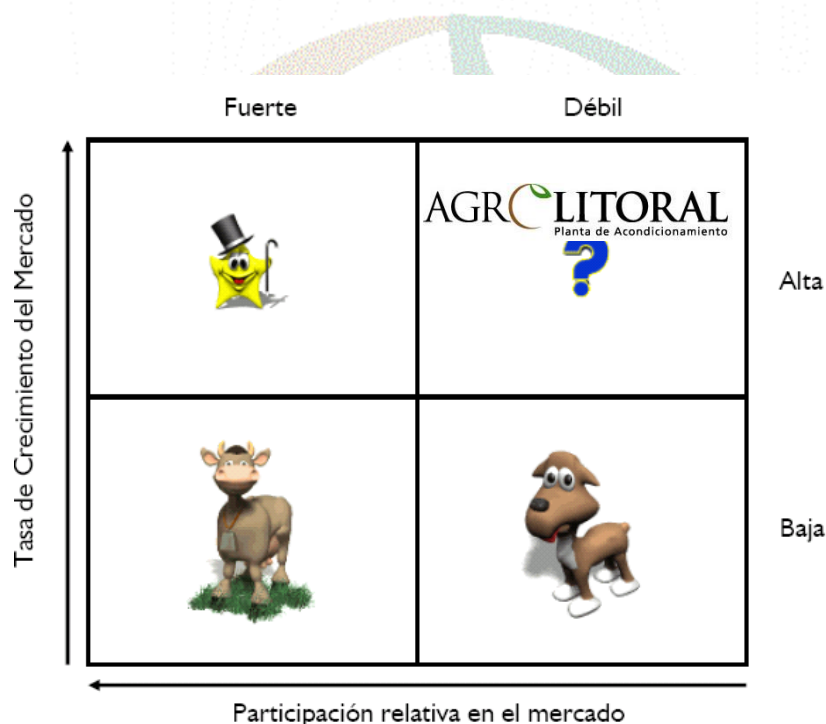 Fuerte Débil
AGROLITORAL
Planta de Acondicionamiento
?
Alta
Tasa de Crecimiento del Mercado
Baja
Participación relativa en el mercado